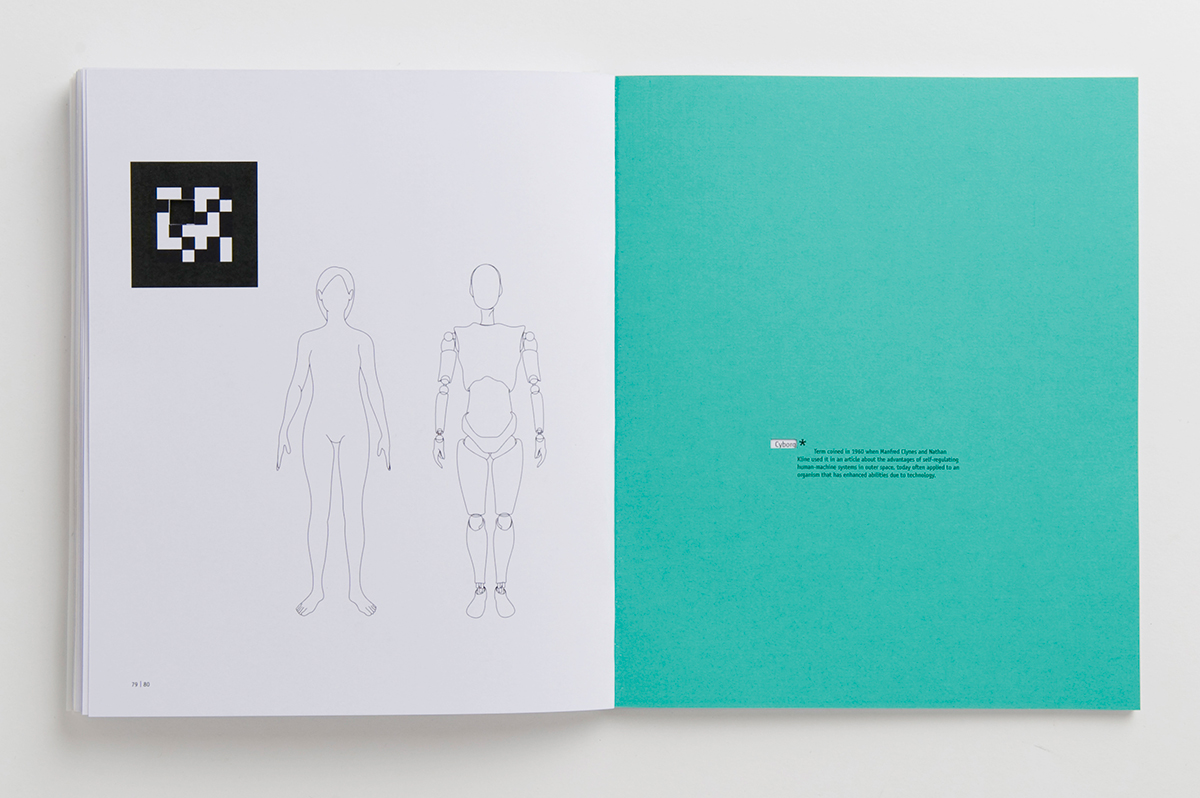 Cyborg *
Term coined in 1960 when Manfred Clynes and Nathan
Kline used it in an article about the advantages of self-regulating
human-machine systems in outer space, today often applied to an
organism that has enhanced abilities due to technology.
79 | 80